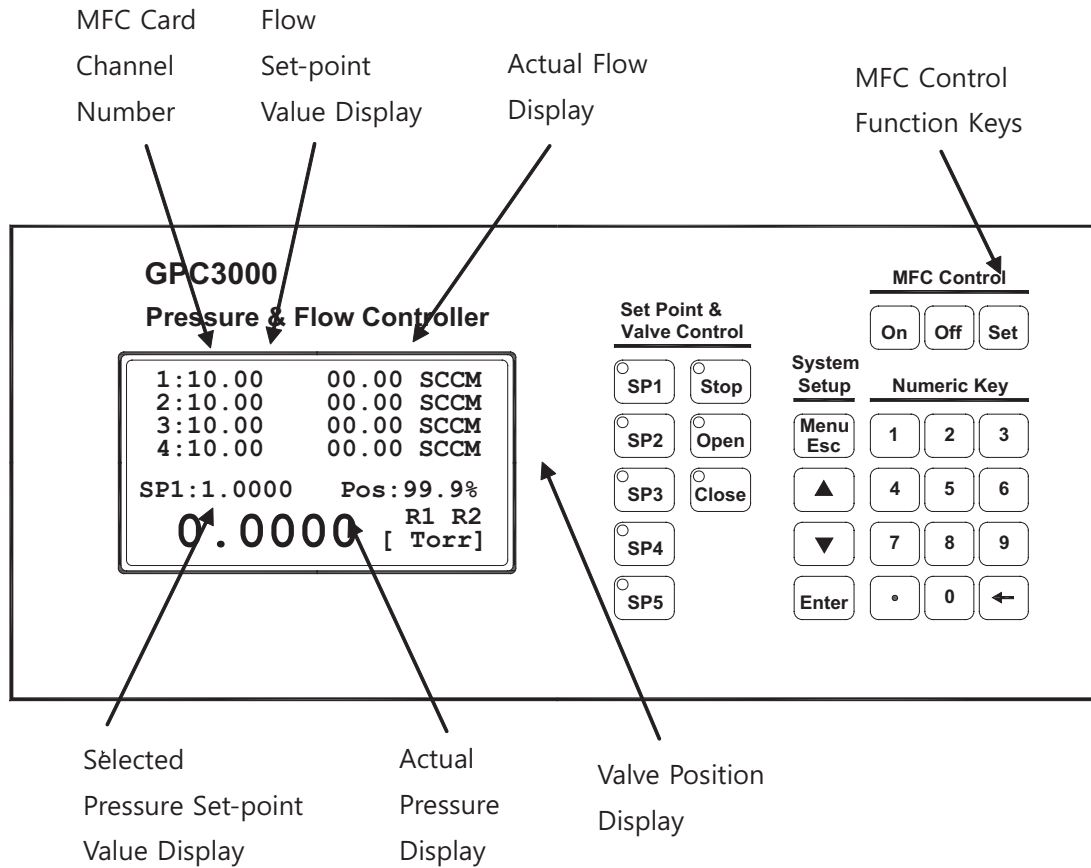 MFC Card
Channel
Number
Flow
Set-point
Value Display
Actual Flow
Display
MFC Control
Function Keys
GPC3000
Pressure & Flow Controller
1:10.00 00.00 SCCM
2:10.00 00.00 SCCM
3:10.00 00.00 SCCM
4:10.00 00.00 SCCM
SP1:1.0000 Pos:99.9%
R1 R2
0.0000 [ Torr]
Set Point &
Valve Control
SP1 Stop
SP2 Open
SP3 Close
SP4
SP5
System
Setup
Menu
Esc
▲
▼
Enter
MFC Control
On Off Set
Numeric Key
1 2 3
4 5 6
7 8 9
• 0 ←
Selected
Pressure Set-point
Value Display
Actual
Pressure
Display
Valve Position
Display